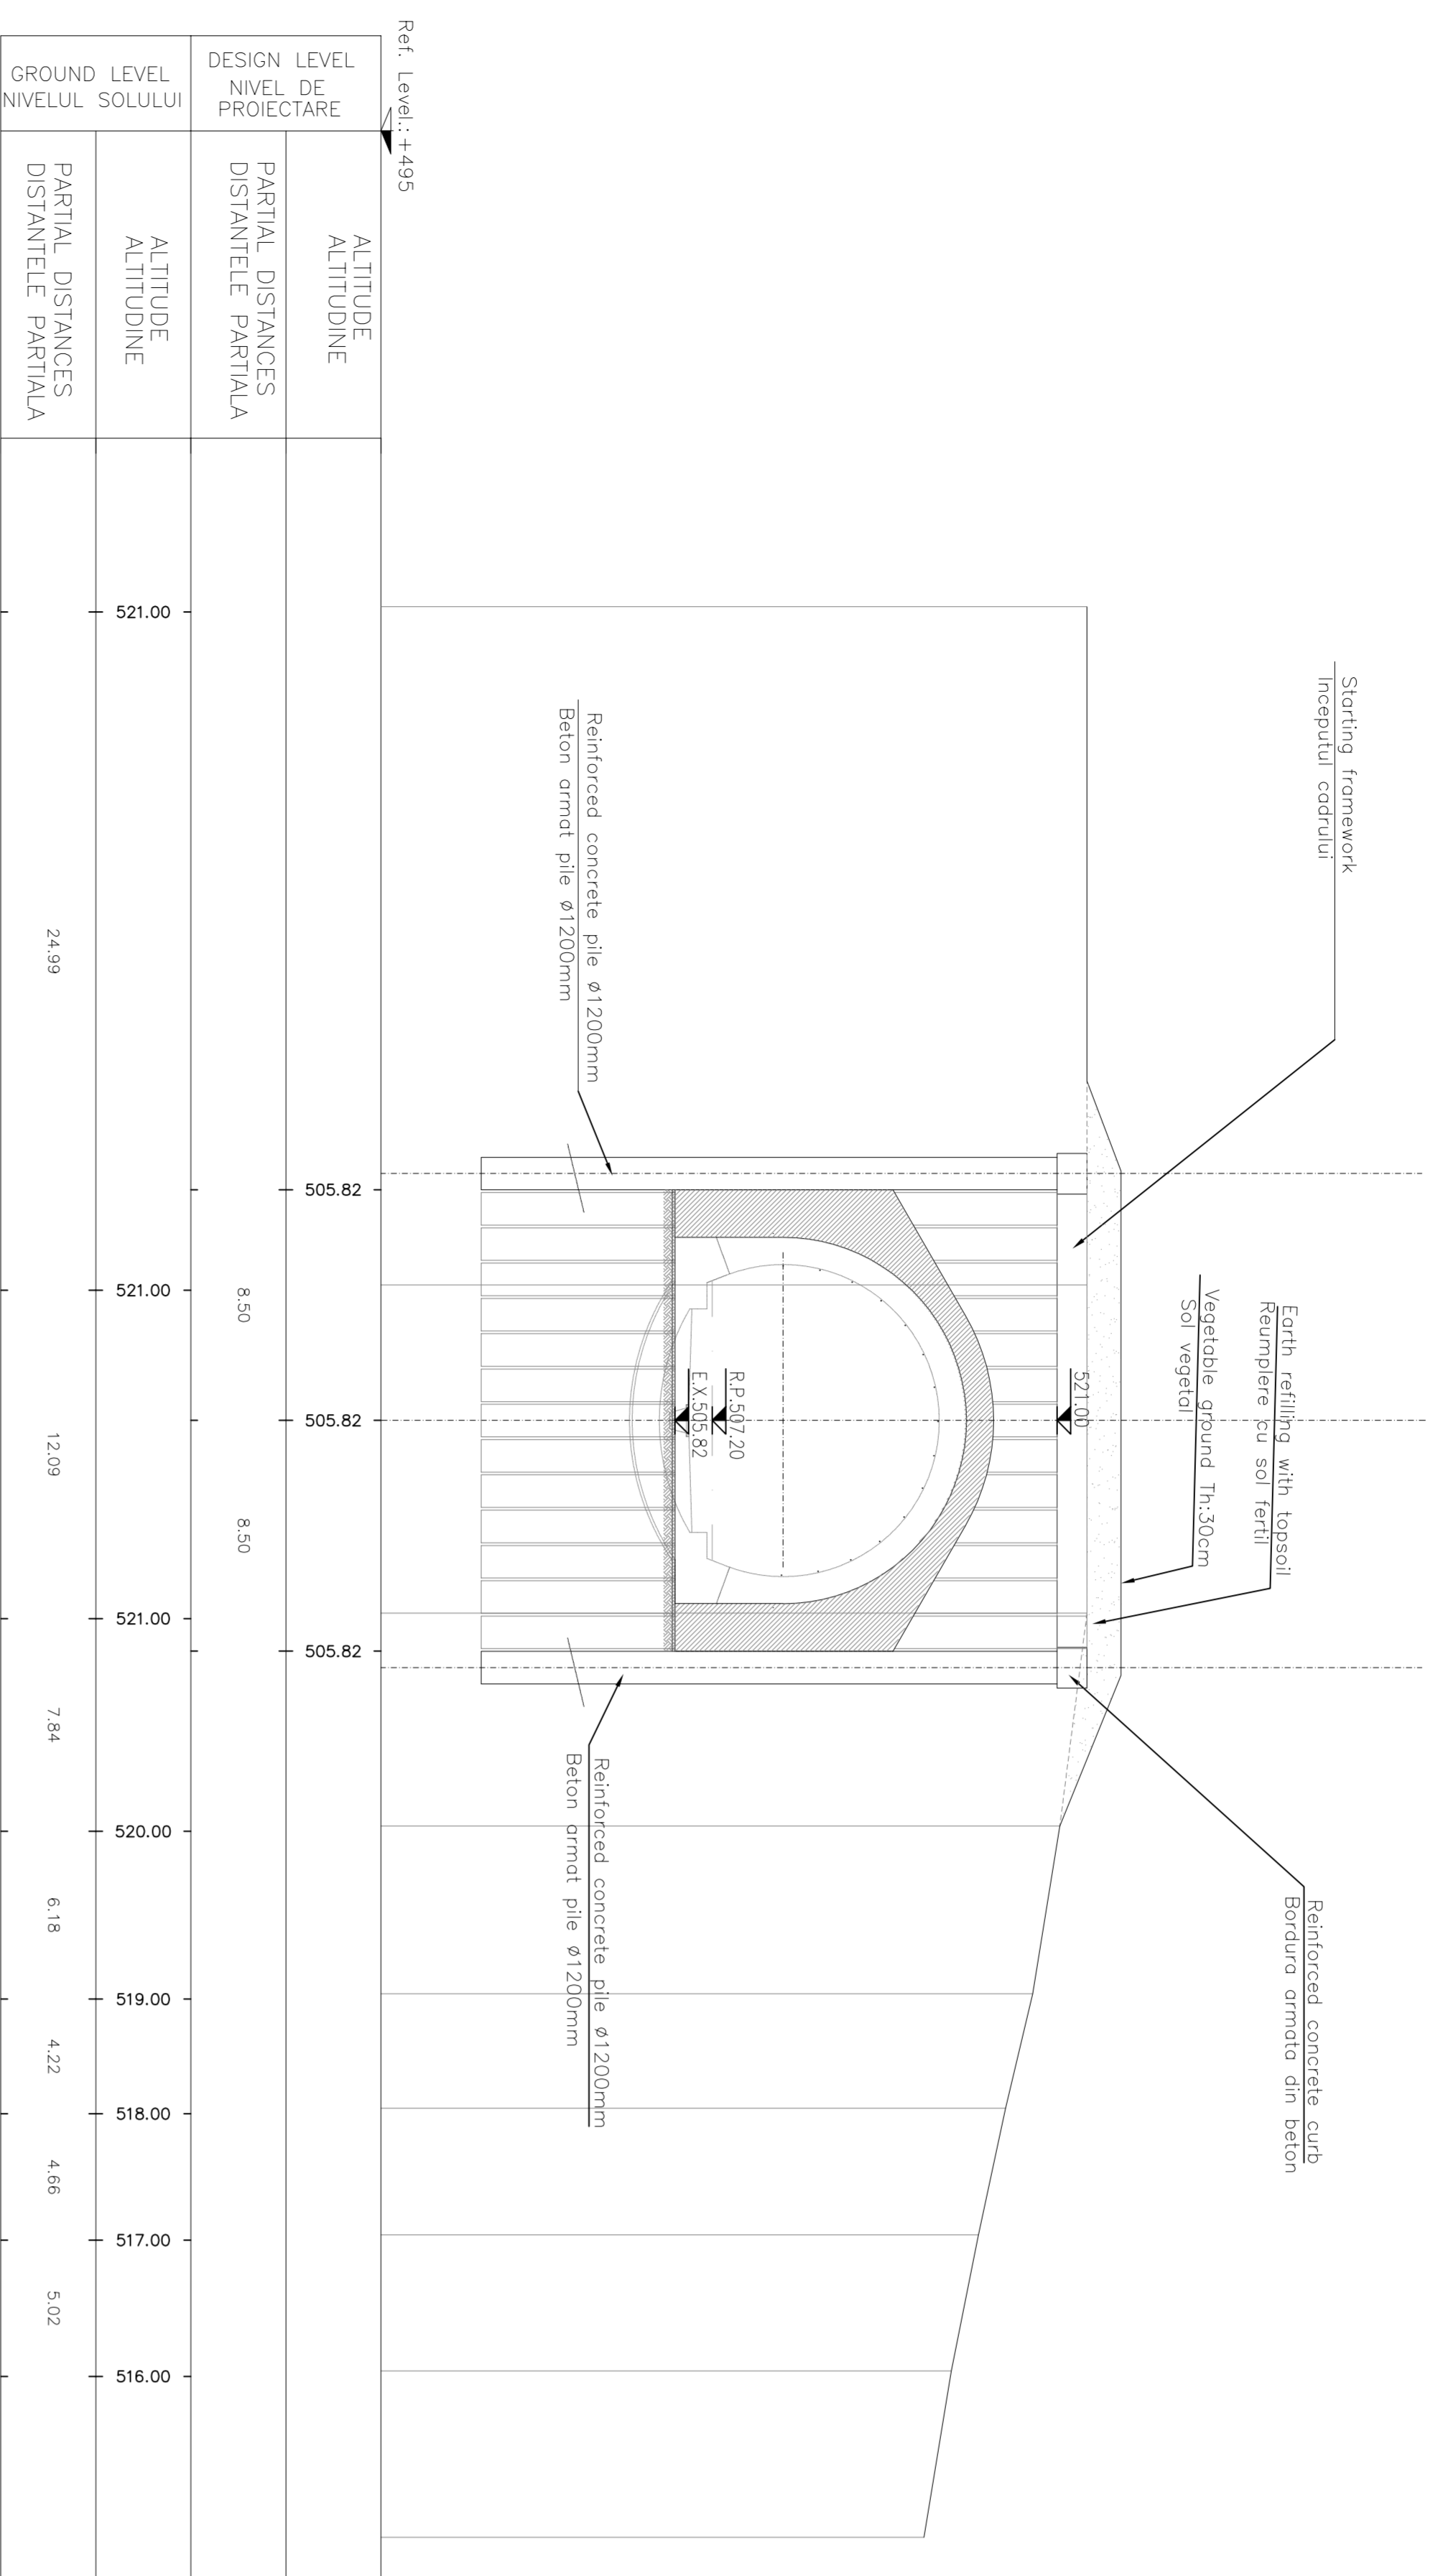 Ref. Level.: +495
DESIGN LEVEL
NIVEL DE
PROIECTARE
GROUND LEVEL
NIVELUL SOLULUI
ALTITUDE
ALTITUDINE
PARTIAL DISTANCES
DISTANTELE PARTIALA
ALTITUDE
ALTITUDINE
PARTIAL DISTANCES
DISTANTELE PARTIALA
Starting framework
Inceputul cadrului
Reinforced concrete pile Ø1200mm
Beton armat pile Ø1200mm
Earth refilling with topsoil
Reumplere cu sol fertil
Vegetable ground Th:30cm
Sol vegetal
521.00
R.P.507.20
E.X.505.82
Reinforced concrete curb
Bordura armata din beton
Reinforced concrete pile Ø1200mm
Beton armat pile Ø1200mm
505.82
505.82
505.82
8.50
8.50
521.00
521.00
521.00
520.00
519.00
518.00
517.00
516.00
24.99
12.09
7.84
6.18
4.22
4.66
5.02